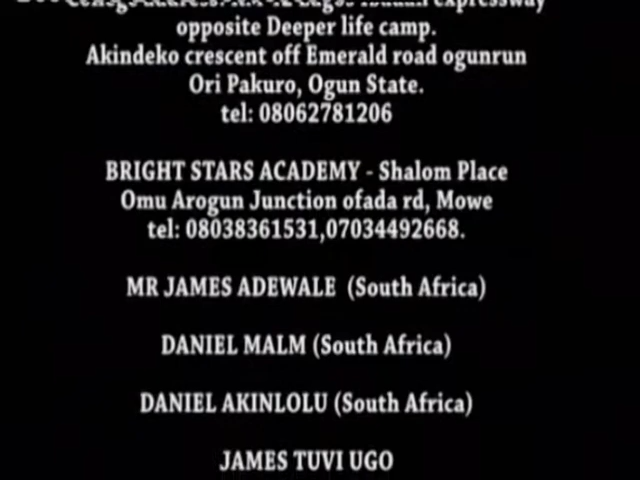 expressway
opposite Deeper life camp.
Akindeko crescent off Emerald road ogunrun
Ori Pakuro, Ogun State.
tel: 08062781206
BRIGHT STARS ACADEMY - Shalom Place
Omu Arogun Junction ofada rd, Mowe
tel: 08038361531,07034492668.
MR JAMES ADEWALE (South Africa)
DANIEL MALM (South Africa)
DANIEL AKINLOLU (South Africa)
JAMES TUVI UGO